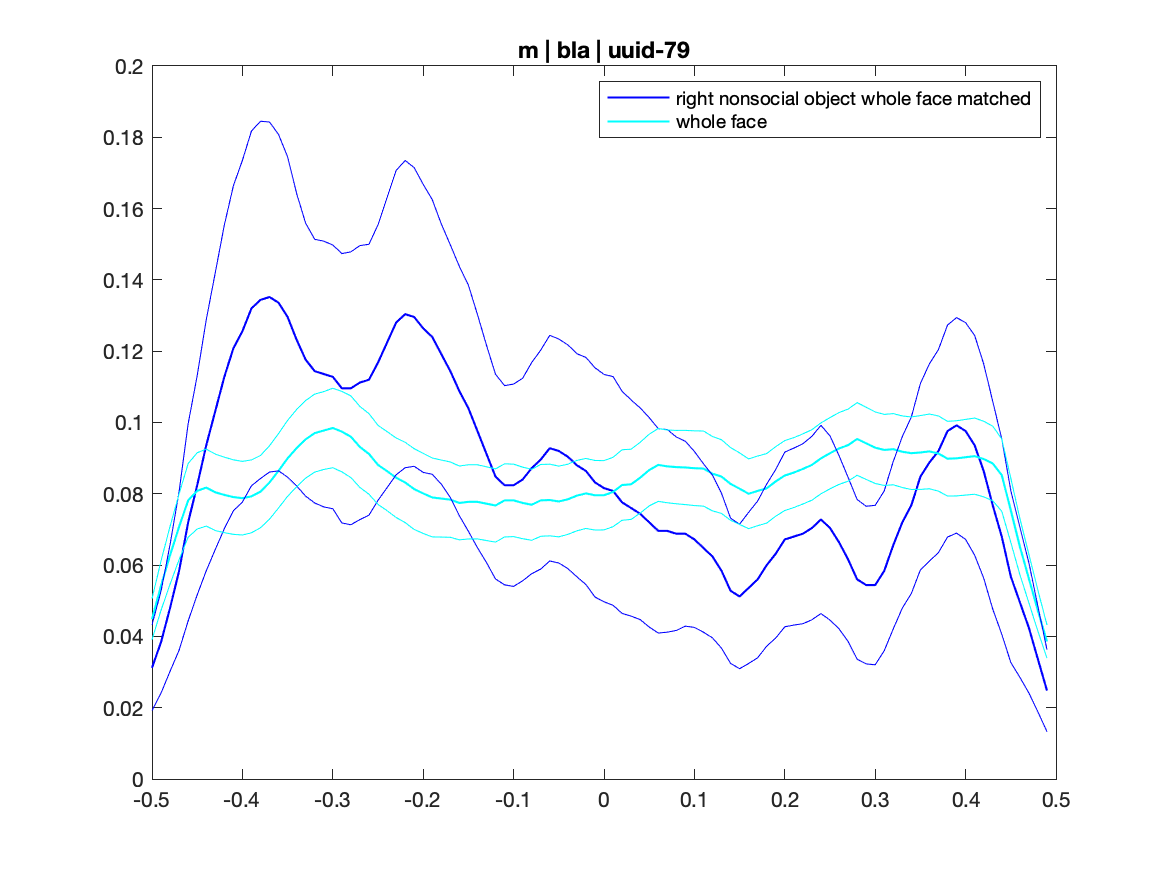 m | bla | uuid-79
right nonsocial object whole face matched
whole face
0.2
0.18
0.16
0.14
0.12
0.1
0.08
0.06
0.04
0.02
0
-0.5 -0.4 -0.3 -0.2 -0.1 0 0.1 0.2 0.3 0.4 0.5